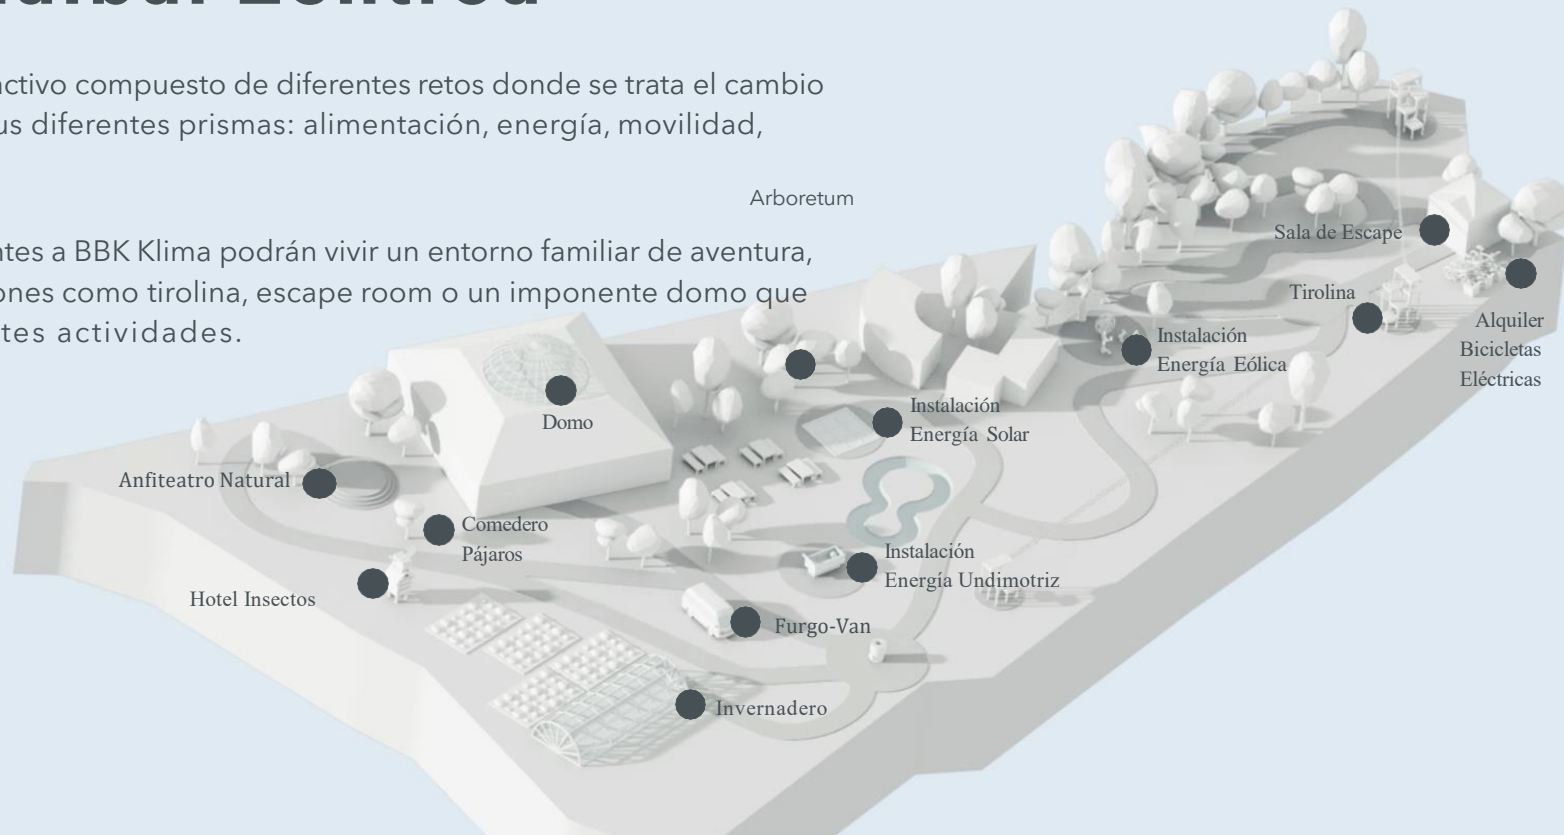 activo compuesto de diferentes retos donde se trata el cambio
us diferentes prismas: alimentación, energía, movilidad,
Arboretum
ntes a BBK Klima podrán vivir un entorno familiar de aventura,
ones como tirolina, escape room o un imponente domo que
tes actividades.
Sala de Escape
Tirolina
Alquiler
Bicicletas
Eléctricas
Instalación
Energía Eólica
Domo
Instalación
Energía Solar
Anfiteatro Natural
Comedero
Pájaros
Instalación
Energía Undimotriz
Hotel Insectos
Furgo-Van
Invernadero